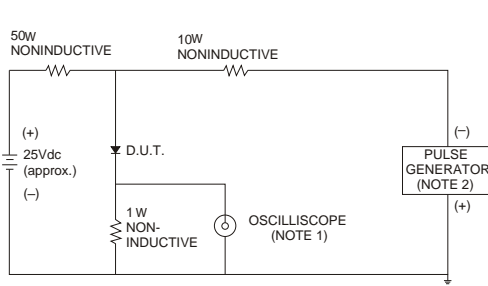 50W
NONINDUCTIVE
10W
NONINDUCTIVE
(+)
25Vdc
(approx.)
(–)
D.U.T.
1 W
NON-
INDUCTIVE
OSCILLISCOPE
(NOTE 1)
(–)
PULSE
GENERATOR
(NOTE 2)
(+)